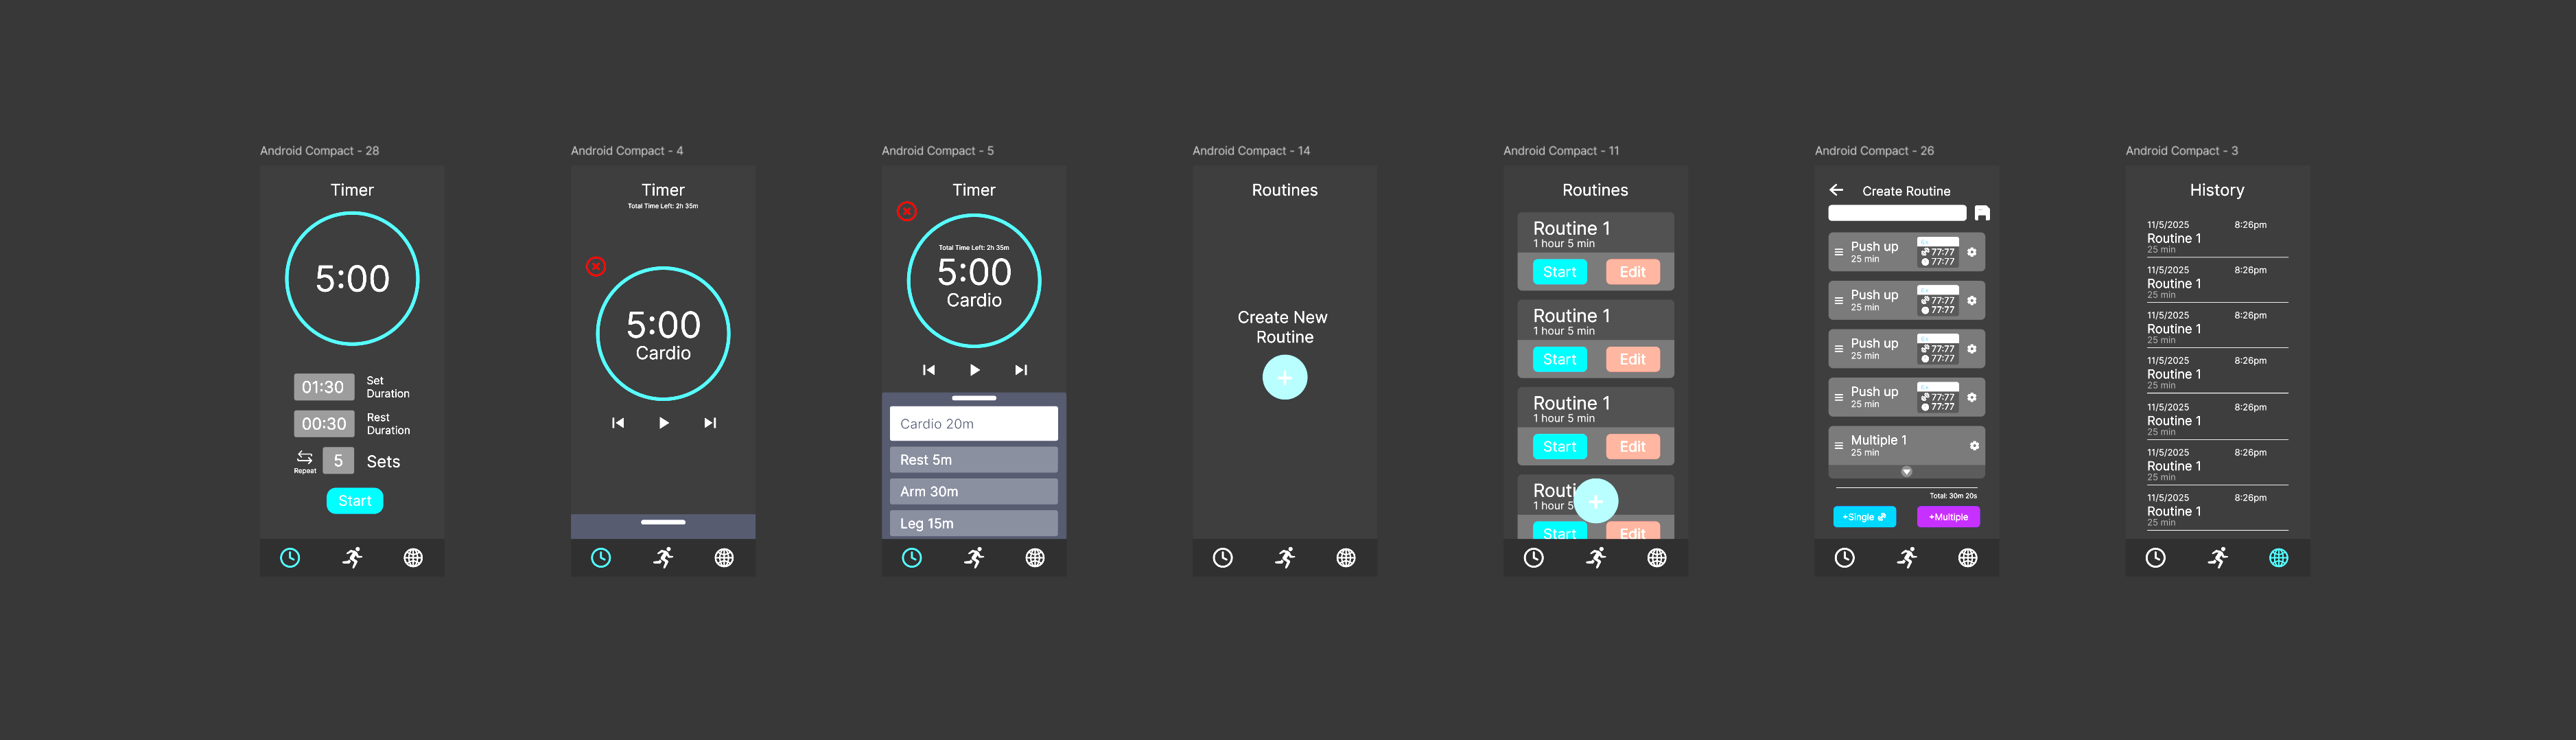 Android Compact - 28
Timer
5:00
01:30
Set
Duration
00:30
Rest
Duration
Repeat
5
Sets
Start
Android Compact - 4
Timer
Total Time Left: 2h 35m
5:00
Cardio
Android Compact - 5
Timer
Total Time Left: 2h 35m
5:00
Cardio
Cardio 20m
Rest 5m
Arm 30m
Leg 15m
Android Compact - 14
Routines
Create New
Routine
+
Android Compact - 11
Routines
Routine 1
1 hour 5 min
Start Edit
Routine 1
1 hour 5 min
Start Edit
Routine 1
1 hour 5 min
Start Edit
Routi
1 hour 5
+
Start Edit
Android Compact - 26
Create Routine
Push up
25 min
77:77
77:77
Push up
25 min
77:77
77:77
Push up
25 min
77:77
77:77
Push up
25 min
77:77
77:77
Multiple 1
25 min
Total: 30m 20s
+Single
+Multiple
Android Compact - 3
History
11/5/2025 8:26pm
Routine 1
25 min
11/5/2025 8:26pm
Routine 1
25 min
11/5/2025 8:26pm
Routine 1
25 min
11/5/2025 8:26pm
Routine 1
25 min
11/5/2025 8:26pm
Routine 1
25 min
11/5/2025 8:26pm
Routine 1
25 min
11/5/2025 8:26pm
Routine 1
25 min